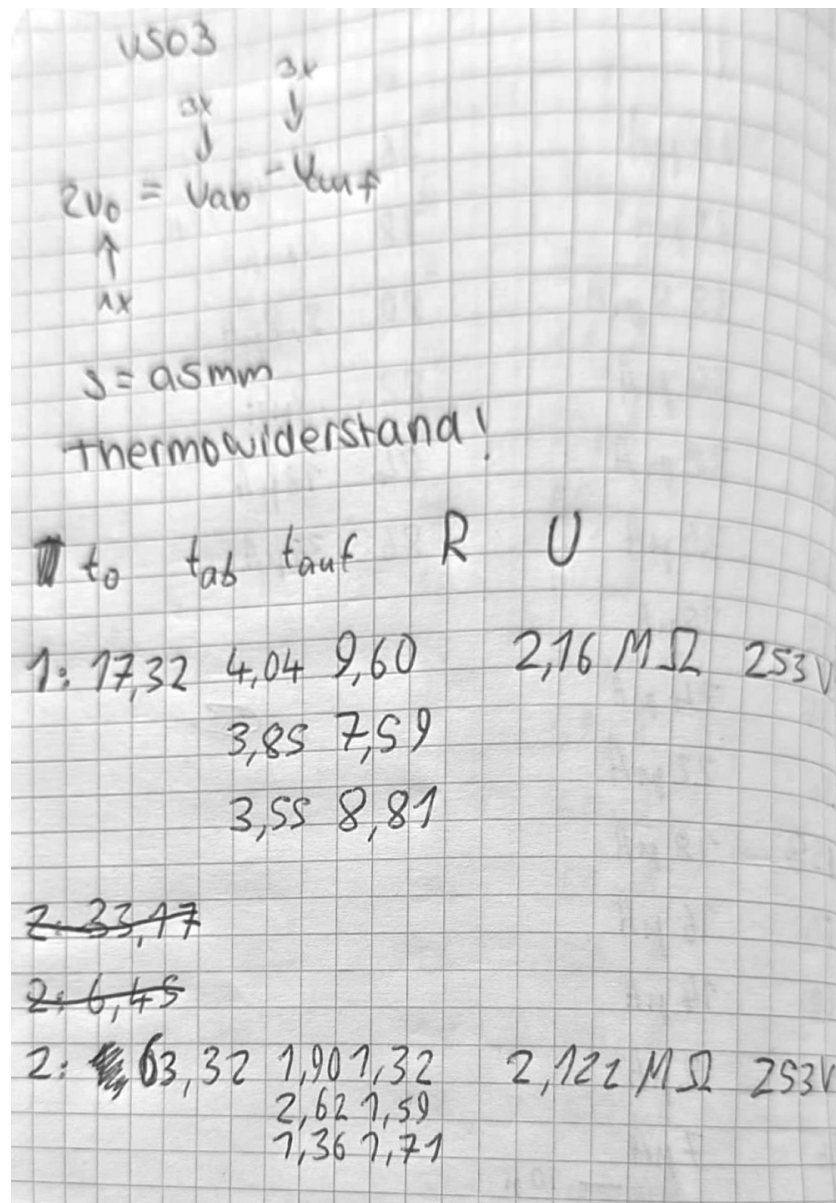 VS03
3x
3x
2v0 = vab - vauf
1x
s = 0,5mm
Thermowiderstand!
t0 tab tauf R U
1: 17,32 4,04 9,60 2,16 MΩ 253V
3,85 7,59
3,55 8,81
2: 33,17
2: 6,45
2: 63,32 1,90 1,32 2,122 MΩ 253V
2,62 1,59
1,36 1,71